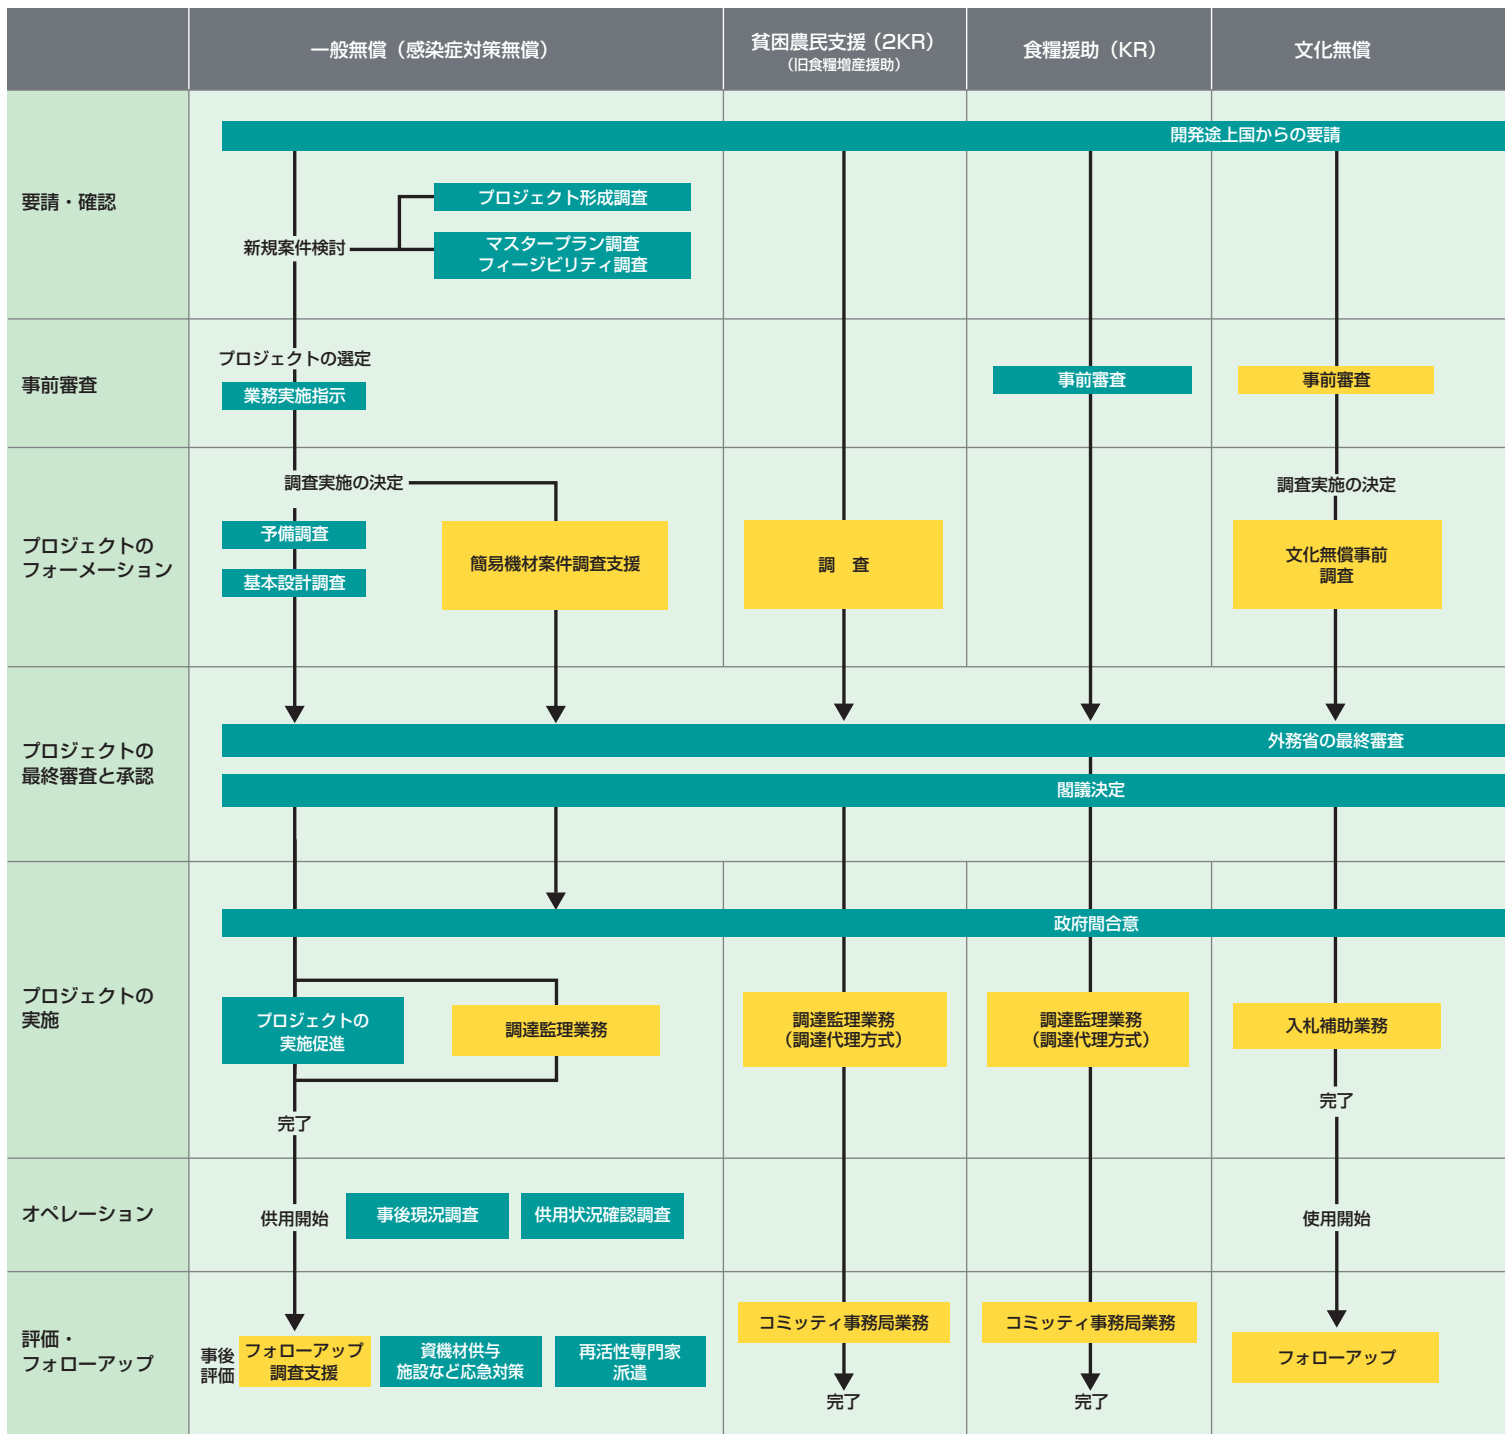 一般無償（感染症対策無償）
貧困農民支援（2KR）
（旧食糧増産援助）
食糧援助（KR）
文化無償
要請・確認
開発途上国からの要請
プロジェクト形成調査
新規案件検討
マスタープラン調査
フィージビリティ調査
事前審査
プロジェクトの選定
業務実施指示
事前審査
事前審査
プロジェクトの
フォーメーション
調査実施の決定
予備調査
基本設計調査
簡易機材案件調査支援
調　査
調査実施の決定
文化無償事前
調査
プロジェクトの
最終審査と承認
外務省の最終審査
閣議決定
プロジェクトの
実施
政府間合意
プロジェクトの
実施促進
調達監理業務
調達監理業務
（調達代理方式）
調達監理業務
（調達代理方式）
入札補助業務
完了
完了
オペレーション
供用開始
事後現況調査
供用状況確認調査
使用開始
評価・
フォローアップ
事後
評価
フォローアップ
調査支援
資機材供与
施設など応急対策
再活性専門家
派遣
コミッティ事務局業務
完了
コミッティ事務局業務
完了
フォローアップ